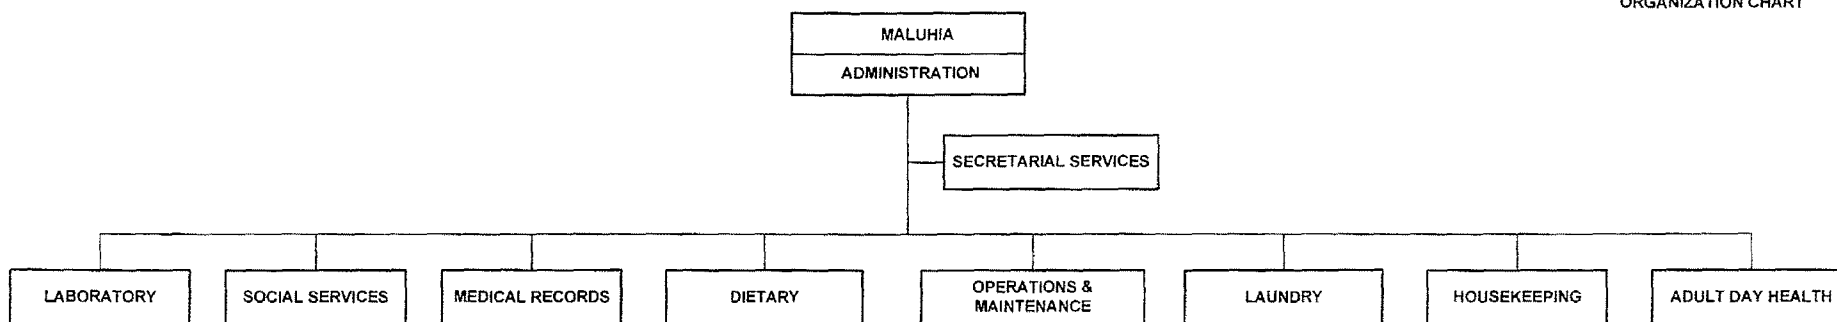 ORGANIZATION CHART
MALUHIA
ADMINISTRATION
SECRETARIAL SERVICES
LABORATORY
SOCIAL SERVICES
MEDICAL RECORDS
DIETARY
OPERATIONS &
MAINTENANCE
LAUNDRY
HOUSEKEEPING
ADULT DAY HEALTH